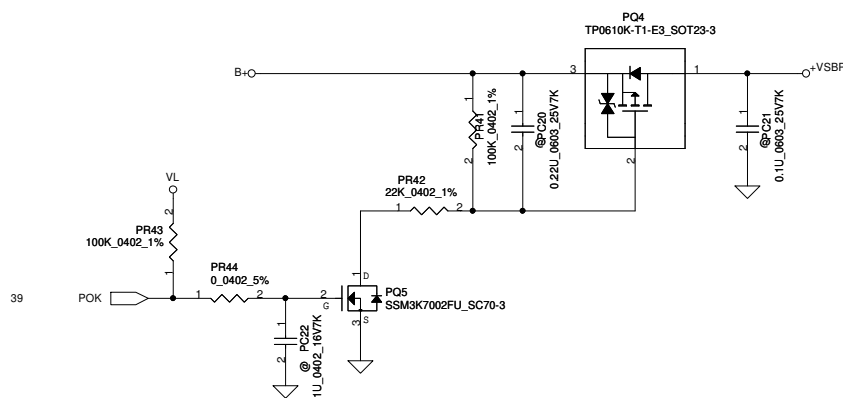 PQ4
TP0610K-T1-E3_SOT23-3
B+
3
1
+VSBP
1
2
PR41
100K_0402_1%
1
2
@PC20
0.22U_0603_25V7K
2
1
2
@PC21
0.1U_0603_25V7K
VL
PR42
22K_0402_1%
1
2
2
1
PR43
100K_0402_1%
PR44
0_0402_5%
39
POK
1
2
2
G
1
D
3
S
PQ5
SSM3K7002FU_SC70-3
1
2
@ PC22
1U_0402_16V7K